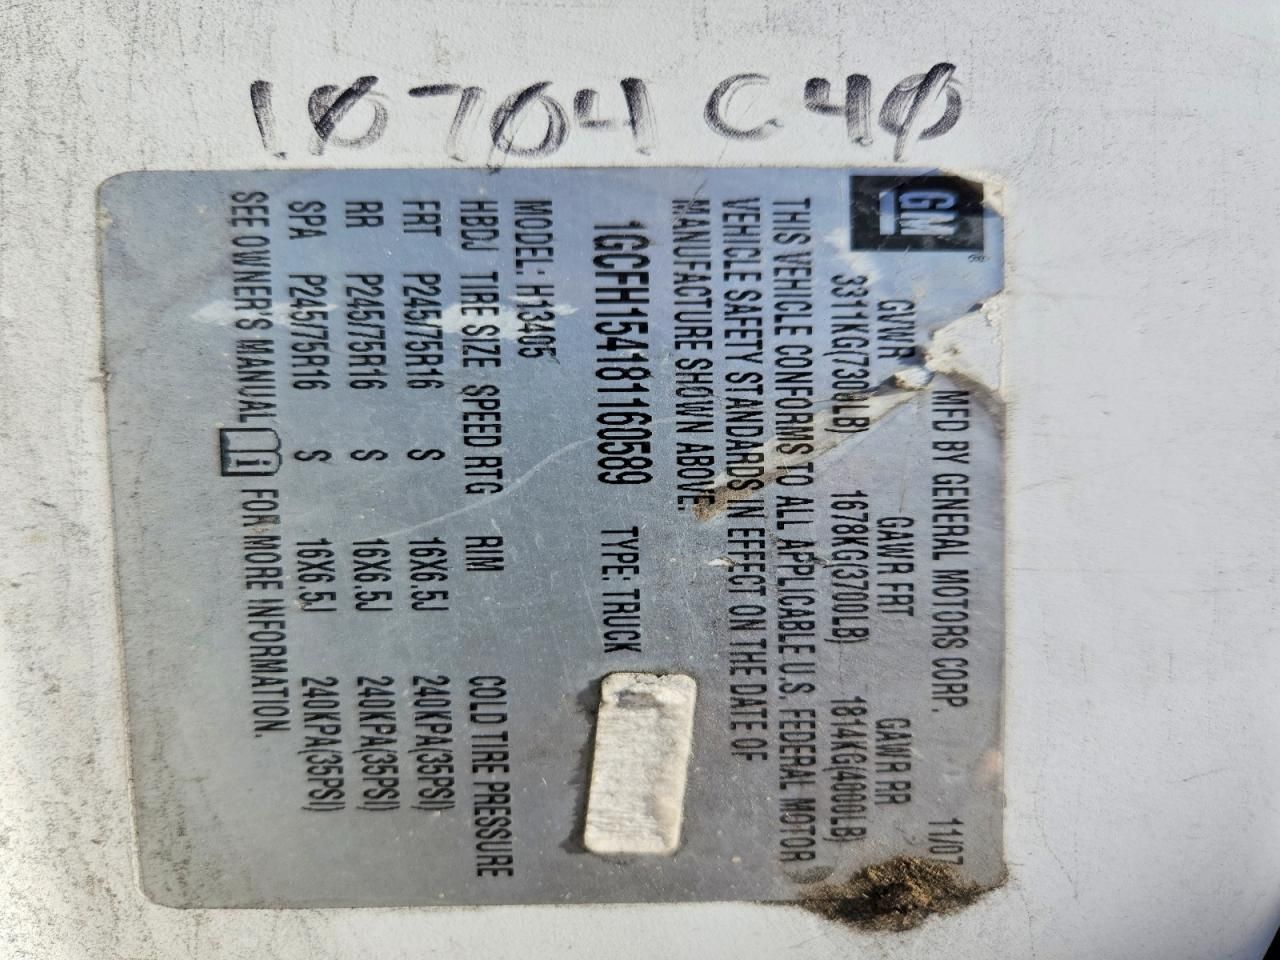 10704 C40
GM
MFD BY GENERAL MOTORS CORP. 11/07
GVWR GAWR FRT GAWR RR
3311KG(7300LB) 1678KG(3700LB) 1814KG(4000LB)
THIS VEHICLE CONFORMS TO ALL APPLICABLE U.S. FEDERAL MOTOR
VEHICLE SAFETY STANDARDS IN EFFECT ON THE DATE OF
MANUFACTURE SHOWN ABOVE.
1GCFH154181160589 TYPE: TRUCK
MODEL: H13405
HBDJ TIRE SIZE SPEED RTG RIM COLD TIRE PRESSURE
FRT P245/75R16 S 16X6.5J 240KPA(35PSI)
RR P245/75R16 S 16X6.5J 240KPA(35PSI)
SPA P245/75R16 S 16X6.5J 240KPA(35PSI)
SEE OWNER'S MANUAL FOR MORE INFORMATION.